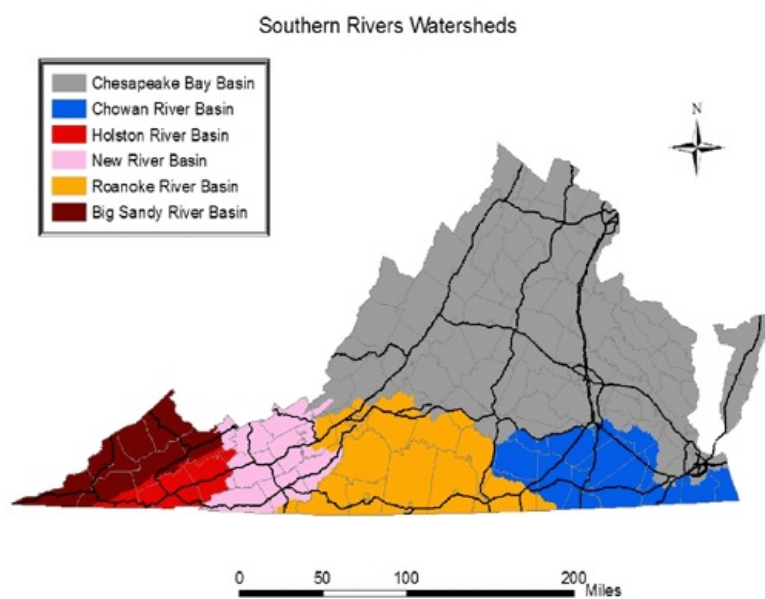 Southern Rivers Watersheds
Chesapeake Bay Basin
Chowan River Basin
Holston River Basin
New River Basin
Roanoke River Basin
Big Sandy River Basin
N
0 50 100 200
Miles